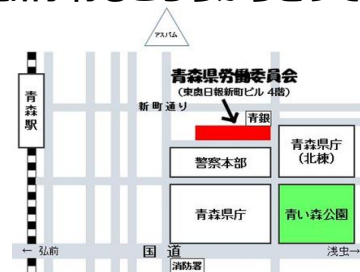 アスパム
青森県労働委員会
(東奥日報新町ビル 4階)
新町通り
青銀
青森駅
青森県庁
(北棟)
警察本部
青森県庁
青い森公園
← 弘前
国道
浅虫→
消防署